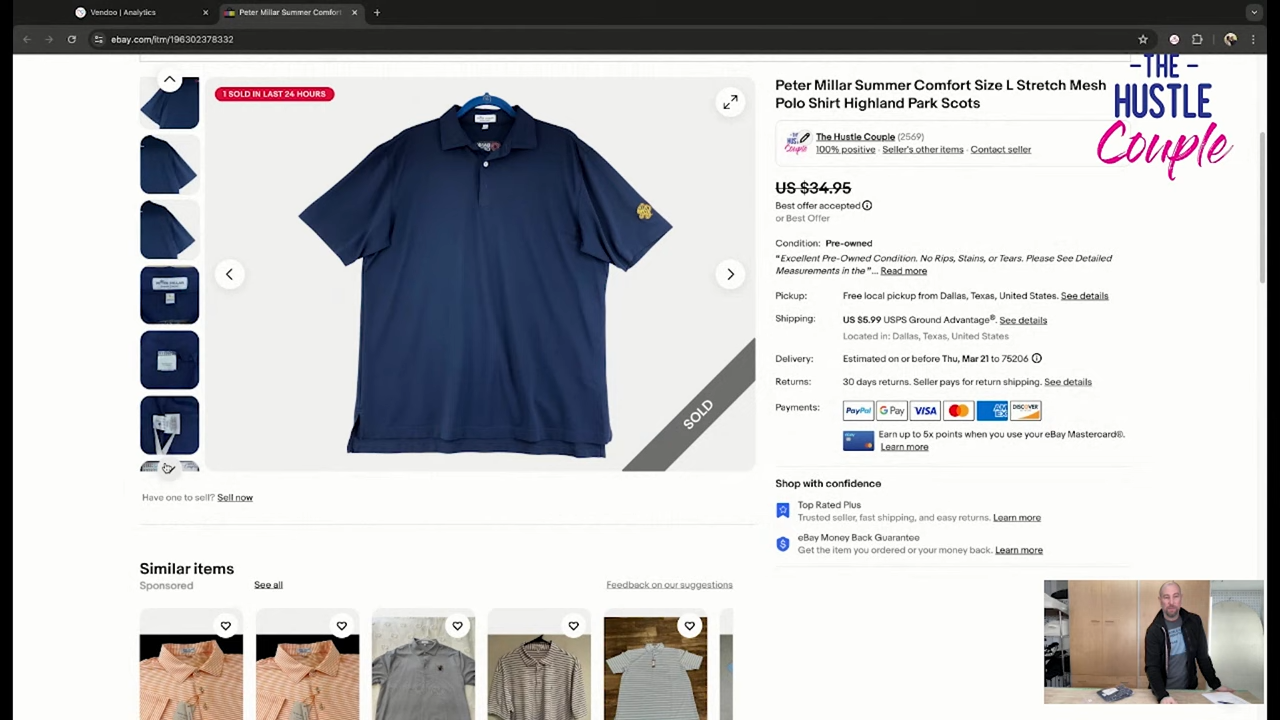 Vendoo | Analytics
Peter Millar Summer Comfort
ebay.com/itm/196302378332
-THE-
HUSTLE
Couple
1 SOLD IN LAST 24 HOURS
SOLD
Peter Millar Summer Comfort Size L Stretch Mesh
Polo Shirt Highland Park Scots
The Hustle Couple (2569)
100% positive · Seller's other items · Contact seller
US $34.95
Best offer accepted
or Best Offer
Condition: Pre-owned
"Excellent Pre-Owned Condition. No Rips, Stains, or Tears. Please See Detailed
Measurements in the "... Read more
Pickup: Free local pickup from Dallas, Texas, United States. See details
Shipping: US $5.99 USPS Ground Advantage®. See details
Located in: Dallas, Texas, United States
Delivery: Estimated on or before Thu, Mar 21 to 75206
Returns: 30 days returns. Seller pays for return shipping. See details
Payments: PayPal G Pay VISA mastercard AMEX DISCOVER
Earn up to 5x points when you use your eBay Mastercard®.
Learn more
Have one to sell? Sell now
Shop with confidence
Top Rated Plus
Trusted seller, fast shipping, and easy returns. Learn more
eBay Money Back Guarantee
Get the item you ordered or your money back. Learn more
Similar items
Sponsored See all Feedback on our suggestions